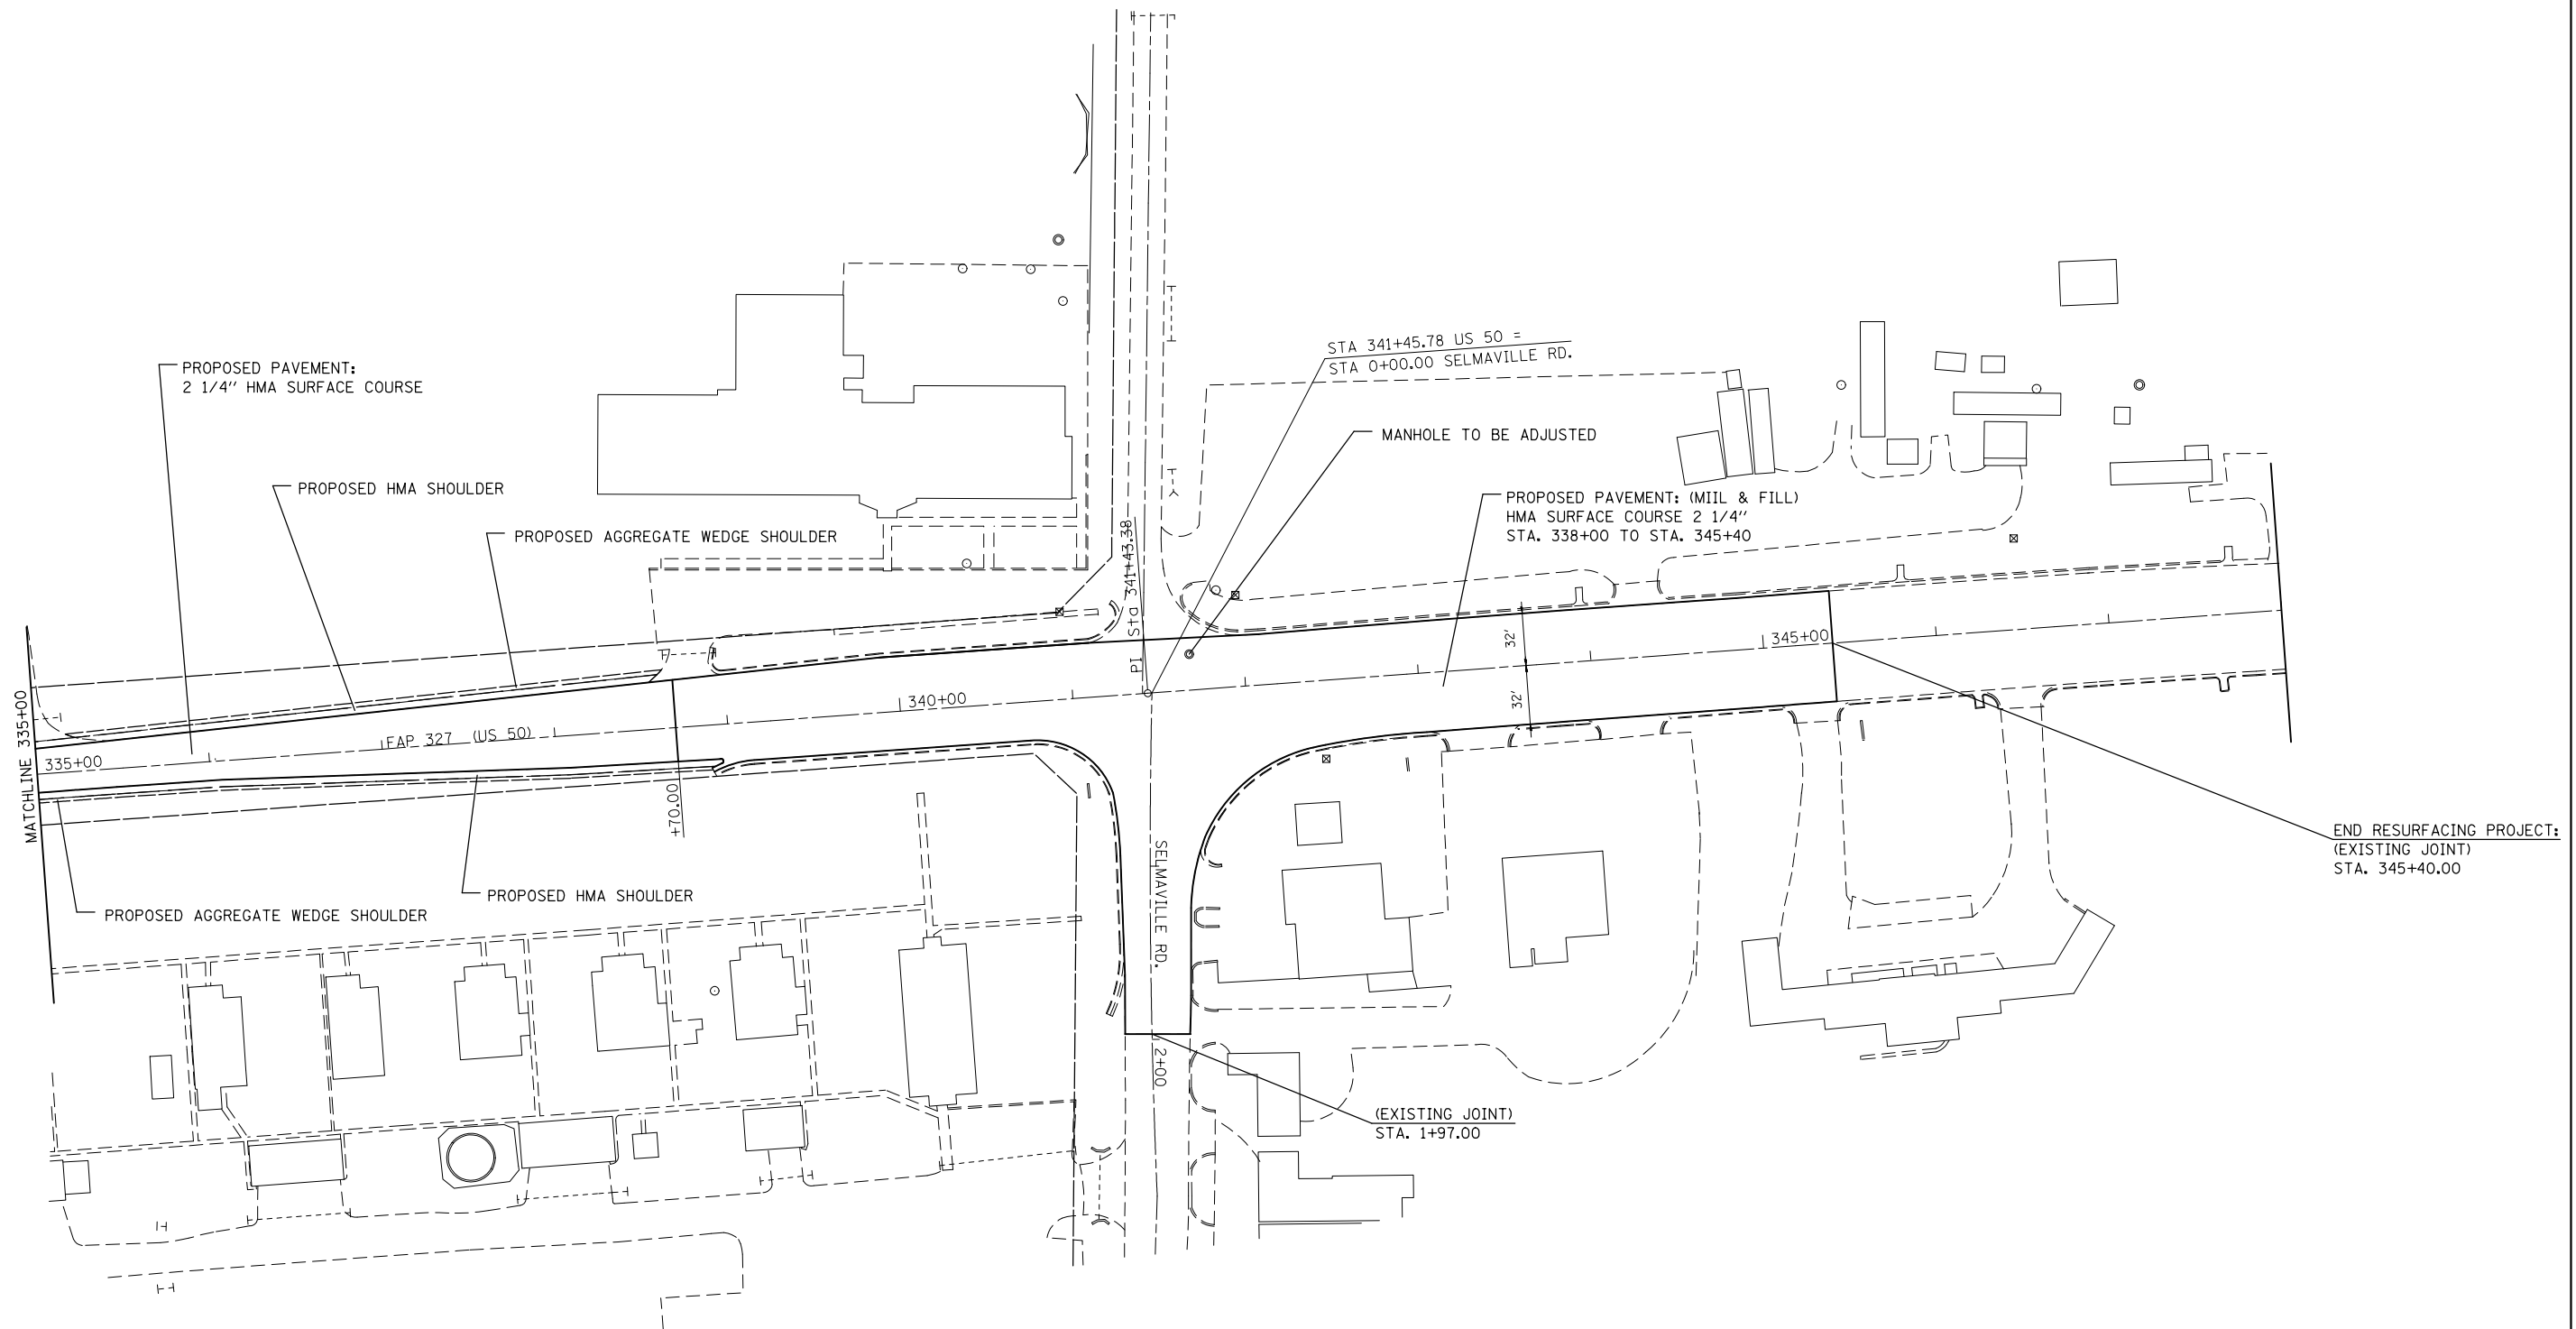 STA 341+45.78 US 50 =
STA 0+00.00 SELMAVILLE RD.
PROPOSED PAVEMENT:
2 1/4" HMA SURFACE COURSE
MANHOLE TO BE ADJUSTED
PROPOSED HMA SHOULDER
PROPOSED PAVEMENT: (MIIL & FILL)
HMA SURFACE COURSE 2 1/4"
STA. 338+00 TO STA. 345+40
PROPOSED AGGREGATE WEDGE SHOULDER
PI Sta 341+43.38
32'
32'
345+00
340+00
FAP 327 (US 50)
335+00
MATCHLINE 335+00
+70.00
END RESURFACING PROJECT:
(EXISTING JOINT)
STA. 345+40.00
PROPOSED HMA SHOULDER
PROPOSED AGGREGATE WEDGE SHOULDER
SELMAVILLE RD.
2+00
(EXISTING JOINT)
STA. 1+97.00